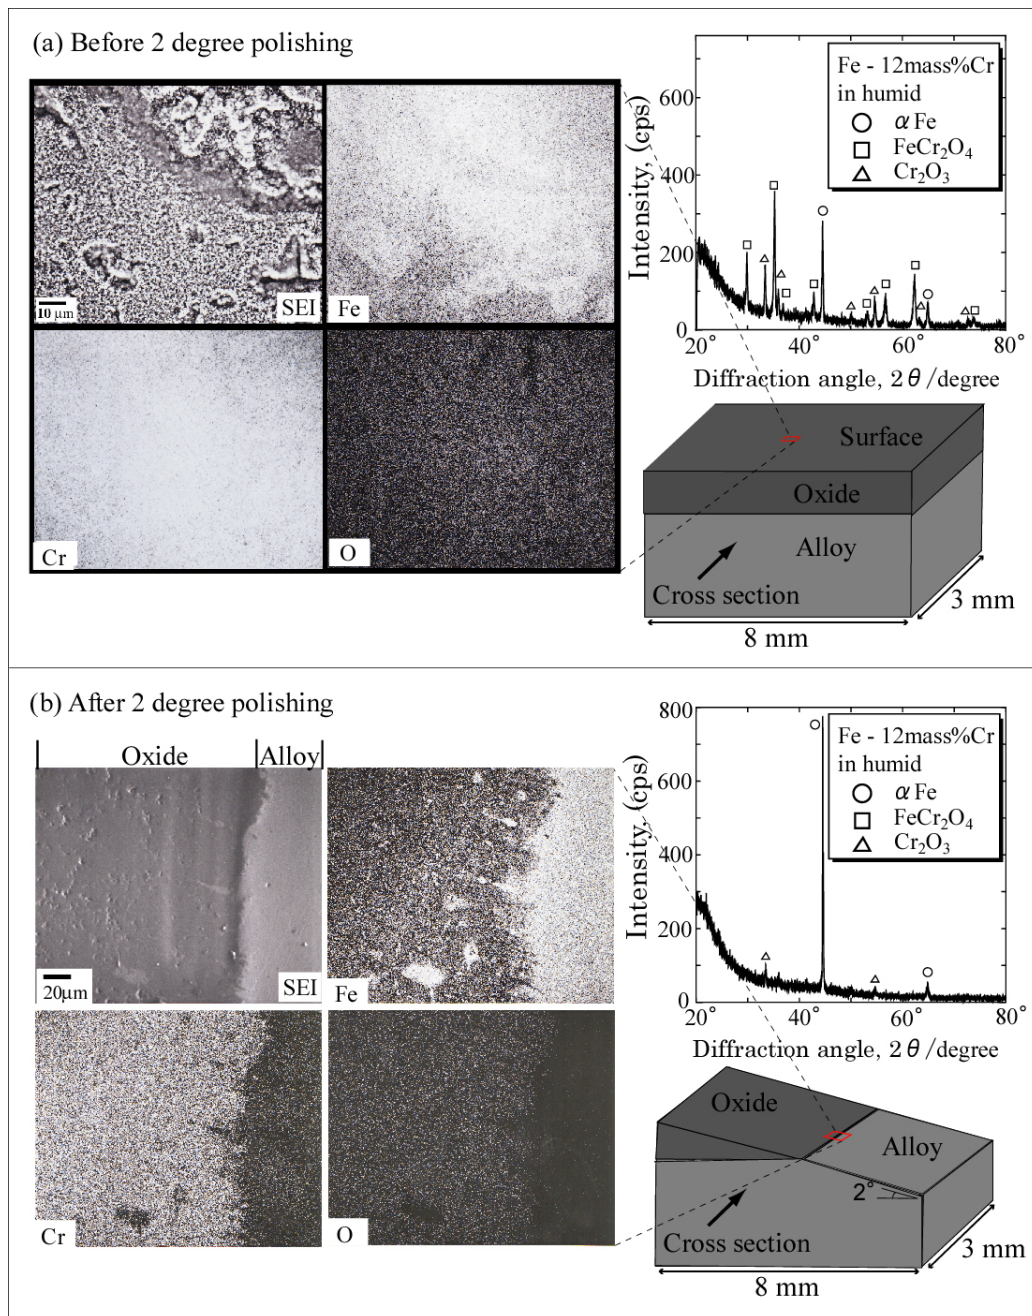 (a) Before 2 degree polishing
10 μm
SEI
Fe
Cr
O
Intensity, (cps)
600
400
200
0
20°
40°
60°
80°
Diffraction angle, 2θ/degree
Fe - 12mass%Cr
in humid
○ αFe
□ FeCr₂O₄
△ Cr₂O₃
Surface
Oxide
Alloy
Cross section
8 mm
3 mm
(b) After 2 degree polishing
Oxide
Alloy
20μm
SEI
Fe
Cr
O
Intensity, (cps)
800
600
400
200
0
20°
40°
60°
80°
Diffraction angle, 2θ/degree
Fe - 12mass%Cr
in humid
○ αFe
□ FeCr₂O₄
△ Cr₂O₃
Oxide
Alloy
2°
Cross section
8 mm
3 mm